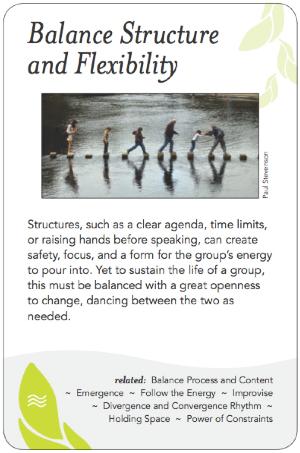 Balance Structure
and Flexibility
Paul Stevenson
Structures, such as a clear agenda, time limits,
or raising hands before speaking, can create
safety, focus, and a form for the group's energy
to pour into. Yet to sustain the life of a group,
this must be balanced with a great openness
to change, dancing between the two as
needed.
related: Balance Process and Content
~ Emergence ~ Follow the Energy ~ Improvise
~ Divergence and Convergence Rhythm ~
Holding Space ~ Power of Constraints